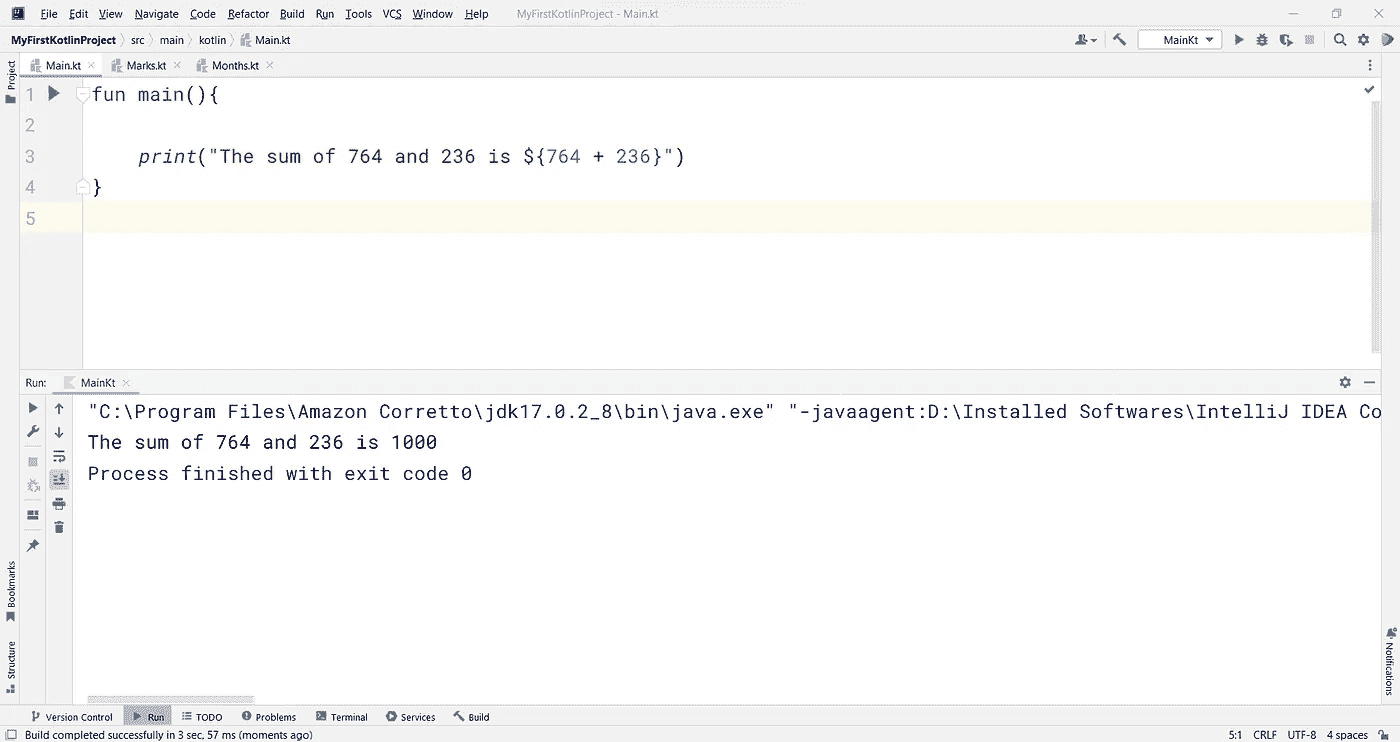 File Edit View Navigate Code Refactor Build Run Tools VCS Window Help MyFirstKotlinProject - Main.kt
MyFirstKotlinProject src main kotlin Main.kt MainKt
Project
Main.kt Marks.kt Months.kt
1 fun main(){
2
3 print("The sum of 764 and 236 is ${764 + 236}")
4 }
5
Run: MainKt
"C:\Program Files\Amazon Corretto\jdk17.0.2_8\bin\java.exe" "-javaagent:D:\Installed Softwares\IntelliJ IDEA Co
The sum of 764 and 236 is 1000
Process finished with exit code 0
Bookmarks
Structure
Notifications
Version Control Run TODO Problems Terminal Services Build
Build completed successfully in 3 sec, 57 ms (moments ago) 5:1 CRLF UTF-8 4 spaces